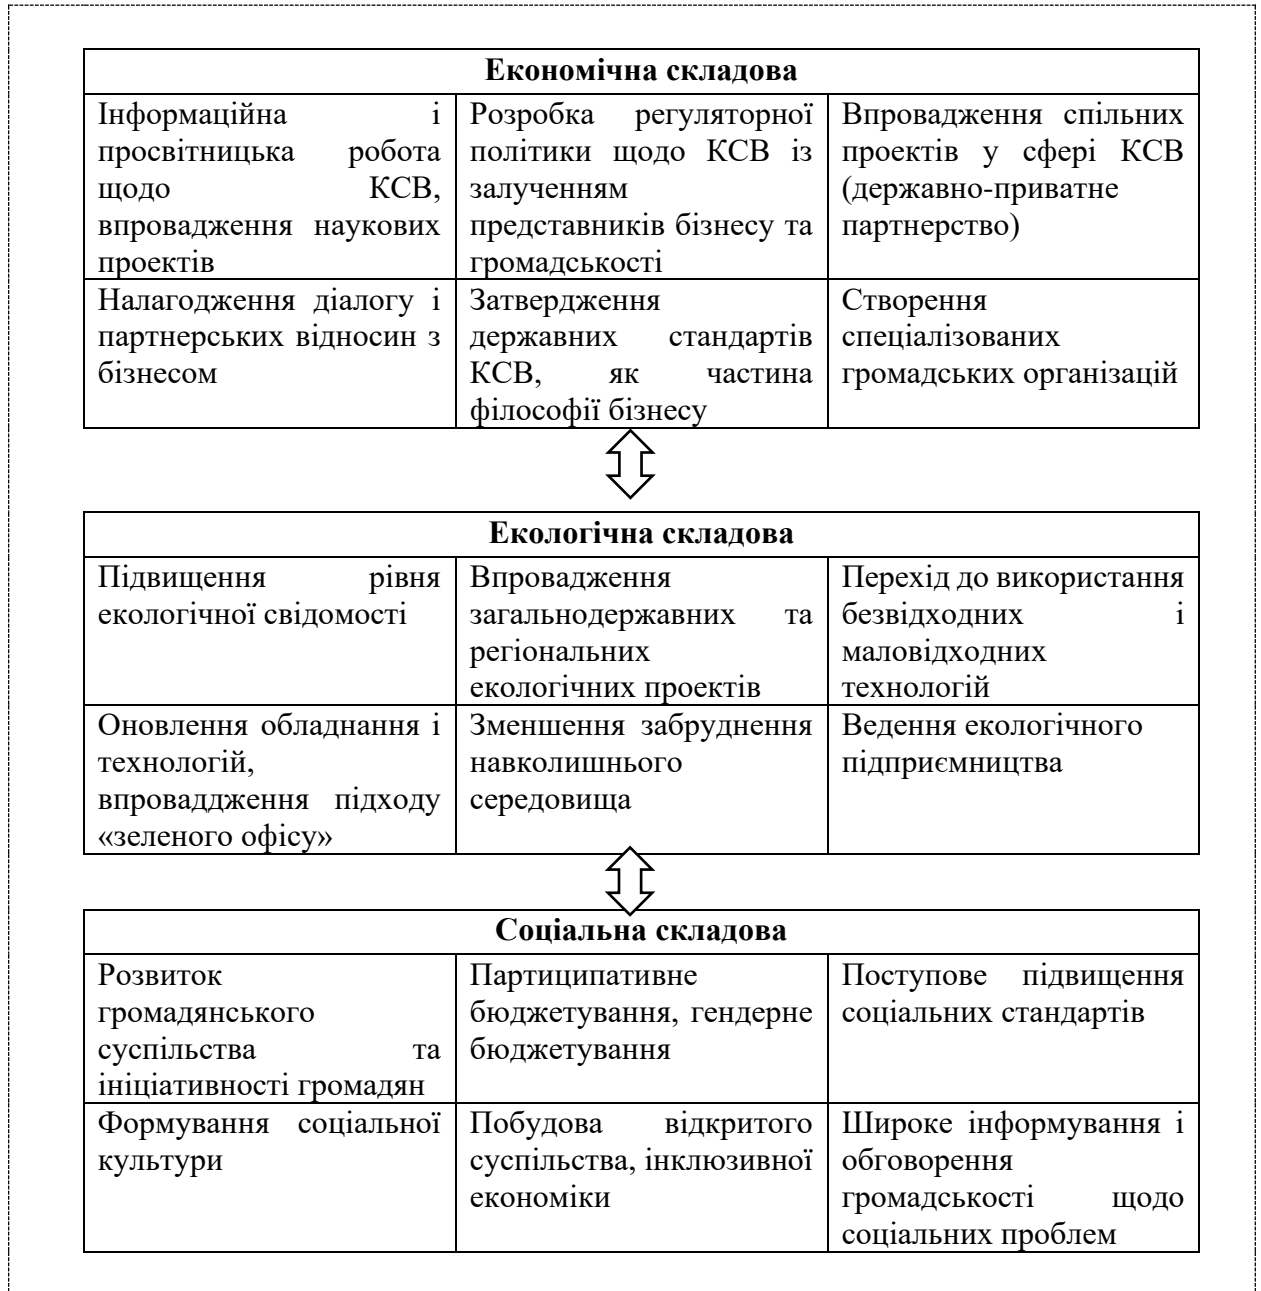 Економічна складова
Інформаційна і
просвітницька робота
щодо КСВ,
впровадження наукових
проектів
Розробка регуляторної
політики щодо КСВ із
залученням
представників бізнесу та
громадськості
Впровадження спільних
проектів у сфері КСВ
(державно-приватне
партнерство)
Налагодження діалогу і
партнерських відносин з
бізнесом
Затвердження
державних стандартів
КСВ, як частина
філософії бізнесу
Створення
спеціалізованих
громадських організацій
Екологічна складова
Підвищення рівня
екологічної свідомості
Впровадження
загальнодержавних та
регіональних
екологічних проектів
Перехід до використання
безвідходних і
маловідходних
технологій
Оновлення обладнання і
технологій,
впроваддження підходу
«зеленого офісу»
Зменшення забруднення
навколишнього
середовища
Ведення екологічного
підприємництва
Соціальна складова
Розвиток
громадянського
суспільства та
ініціативності громадян
Партиципативне
бюджетування, гендерне
бюджетування
Поступове підвищення
соціальних стандартів
Формування соціальної
культури
Побудова відкритого
суспільства, інклюзивної
економіки
Широке інформування і
обговорення
громадськості щодо
соціальних проблем